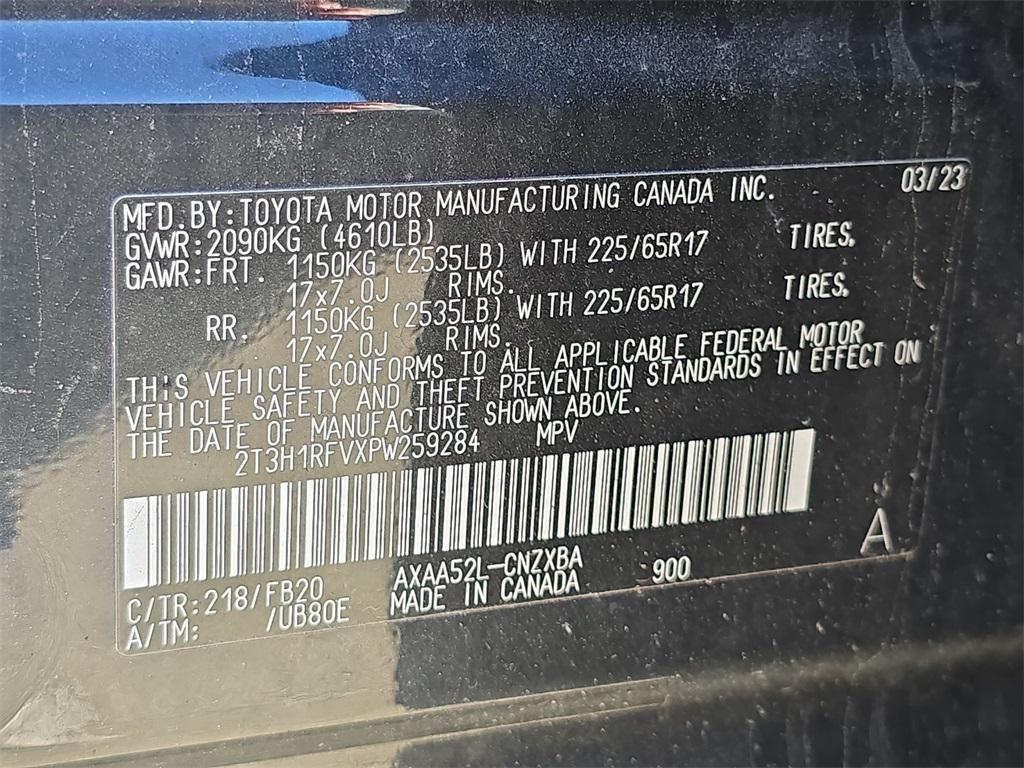 03/23
MFD. BY: TOYOTA MOTOR MANUFACTURING CANADA INC.
GVWR: 2090KG (4610LB)
GAWR: FRT. 1150KG (2535LB) WITH 225/65R17 TIRES,
17x7.0J RIMS.
RR. 1150KG (2535LB) WITH 225/65R17 TIRES,
17x7.0J RIMS.
THIS VEHICLE CONFORMS TO ALL APPLICABLE FEDERAL MOTOR
VEHICLE SAFETY AND THEFT PREVENTION STANDARDS IN EFFECT ON
THE DATE OF MANUFACTURE SHOWN ABOVE.
2T3H1RFVXPW259284 MPV
A
C/TR: 218/FB20 AXAA52L-CNZXBA 900
A/TM: /UB80E MADE IN CANADA